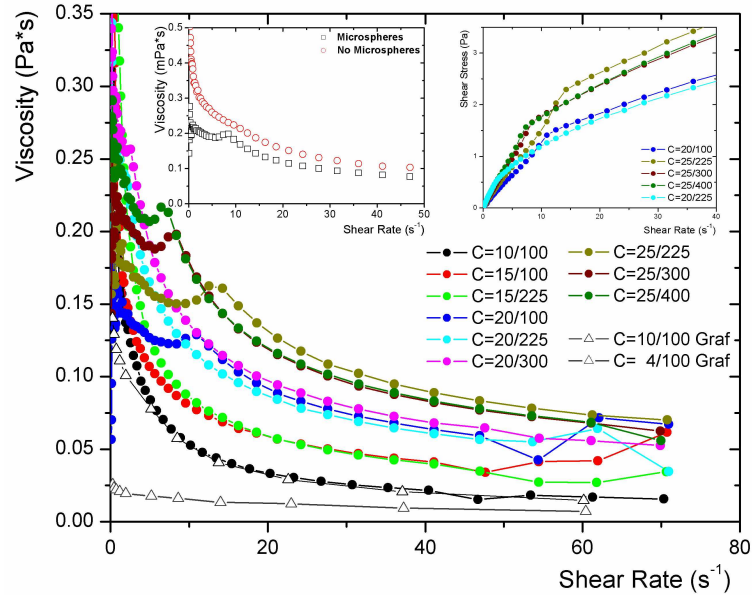 0.35
0.30
0.25
0.20
0.15
0.10
0.05
0.00
Viscosity (Pa*s)
0
20
40
60
80
Shear Rate (s-1)
0.5
0.4
0.3
0.2
0.1
0.0
Viscosity (mPa*s)
Microspheres
No Microspheres
0
10
20
30
40
50
Shear Rate (s-1)
3
2
1
0
Shear Stress (Pa)
C=20/100
C=25/225
C=25/300
C=25/400
C=20/225
0
10
20
30
40
Shear Rate (s-1)
C=10/100
C=15/100
C=15/225
C=20/100
C=20/225
C=20/300
C=25/225
C=25/300
C=25/400
C=10/100 Graf
C= 4/100 Graf